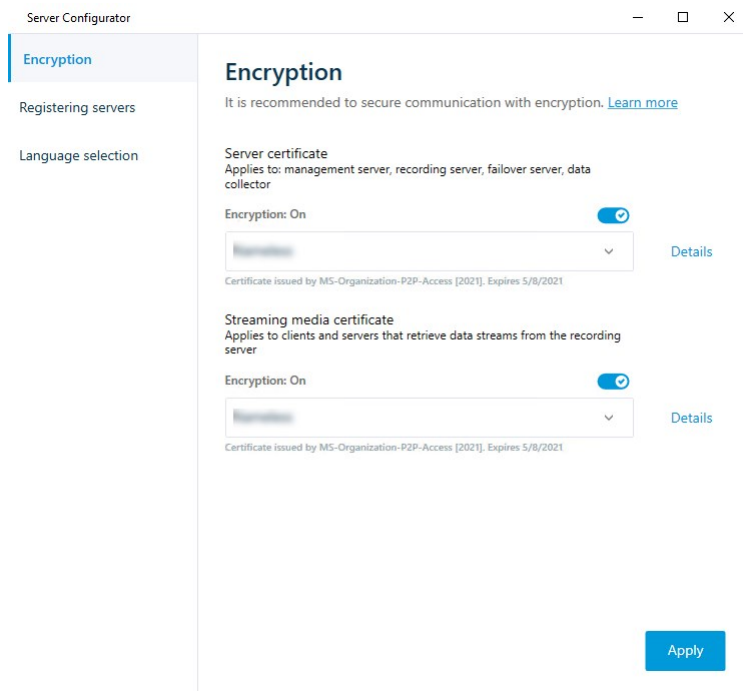 Server Configurator
Encryption
Registering servers
Language selection
Encryption
It is recommended to secure communication with encryption. Learn more
Server certificate
Applies to: management server, recording server, failover server, data
collector
Encryption: On
Details
Certificate issued by MS-Organization-P2P-Access [2021]. Expires 5/8/2021
Streaming media certificate
Applies to clients and servers that retrieve data streams from the recording
server
Encryption: On
Details
Certificate issued by MS-Organization-P2P-Access [2021]. Expires 5/8/2021
Apply